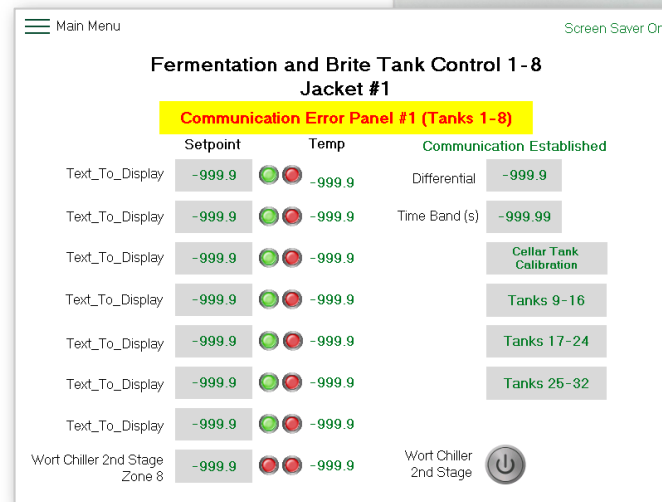 Main Menu
Screen Saver On
Fermentation and Brite Tank Control 1-8
Jacket #1
Communication Error Panel #1 (Tanks 1-8)
Setpoint Temp Communication Established
Text_To_Display -999.9 -999.9 Differential -999.9
Text_To_Display -999.9 -999.9 Time Band (s) -999.99
Text_To_Display -999.9 -999.9 Cellar Tank
Calibration
Text_To_Display -999.9 -999.9 Tanks 9-16
Text_To_Display -999.9 -999.9 Tanks 17-24
Text_To_Display -999.9 -999.9 Tanks 25-32
Text_To_Display -999.9 -999.9
Wort Chiller 2nd Stage
Zone 8 -999.9 -999.9
Wort Chiller
2nd Stage